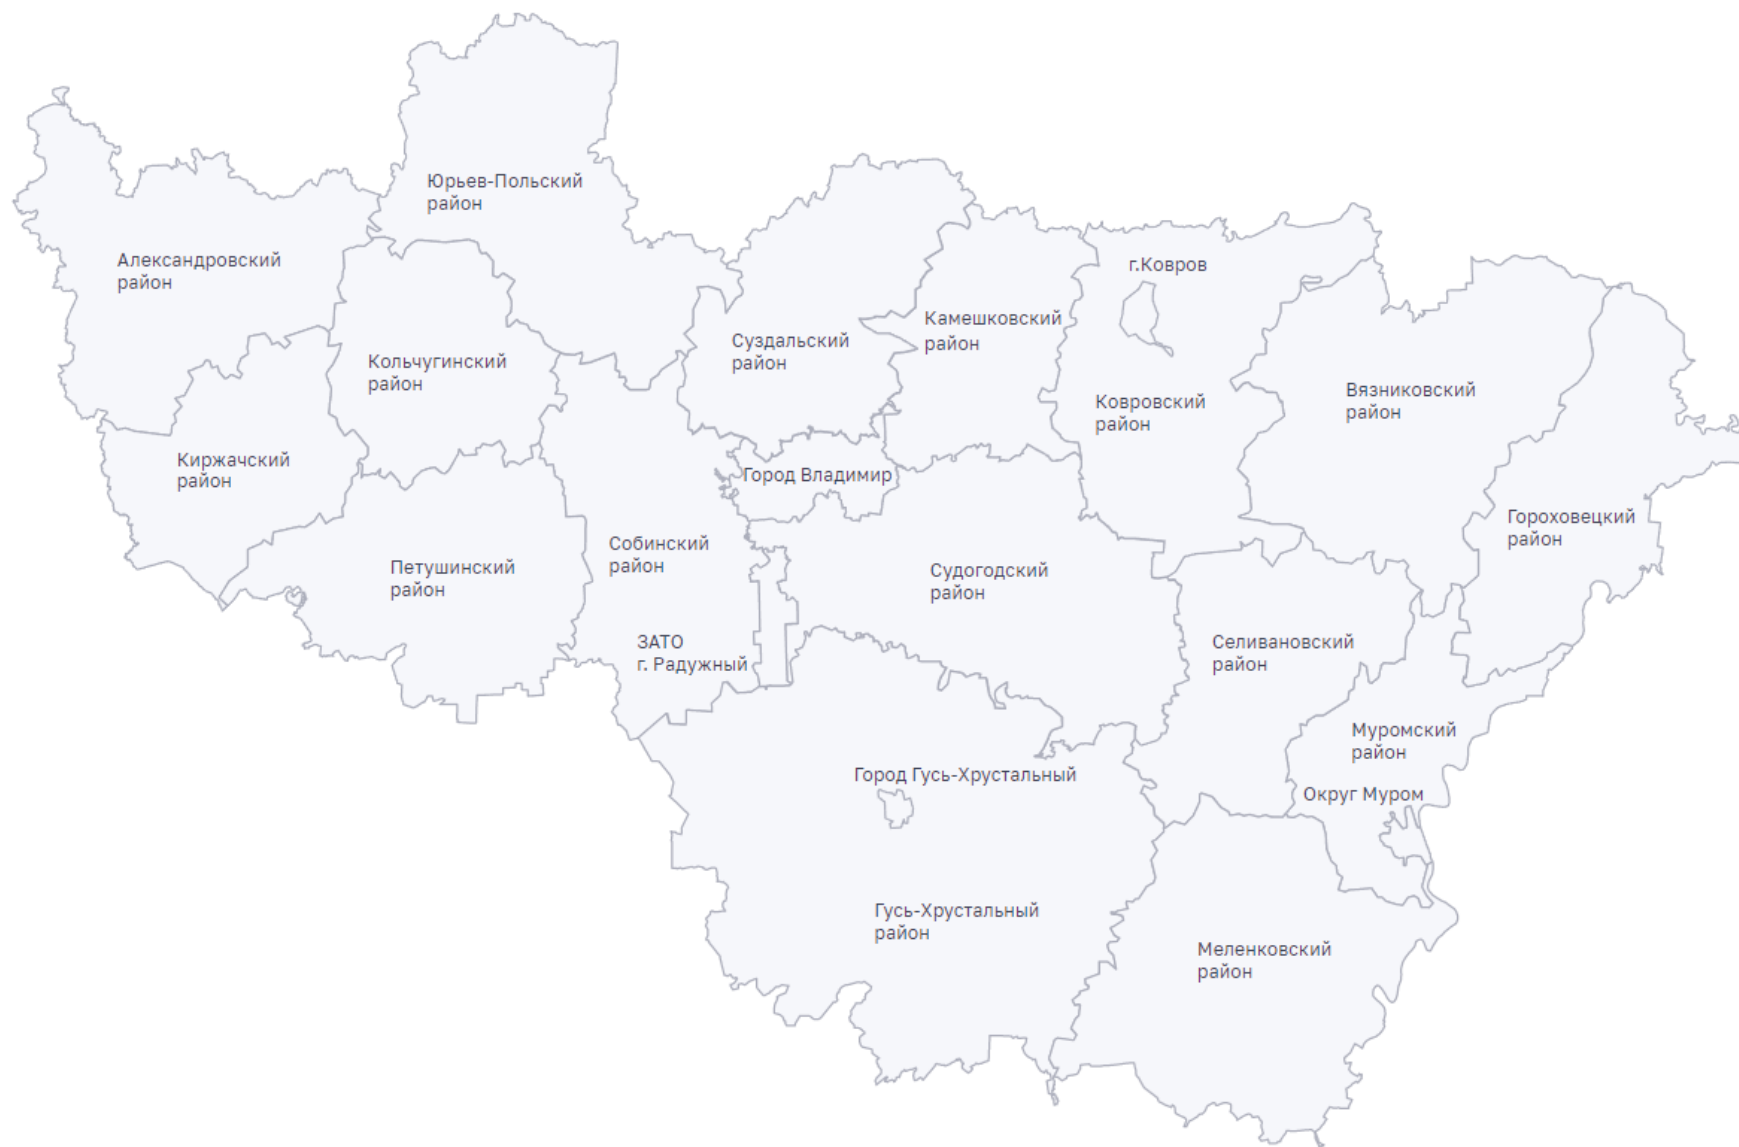 Юрьев-Польский
район
Александровский
район
г.Ковров
Камешковский
район
Суздальский
район
Кольчугинский
район
Вязниковский
район
Ковровский
район
Киржачский
район
Город Владимир
Гороховецкий
район
Собинский
район
Петушинский
район
Судогодский
район
ЗАТО
г. Радужный
Селивановский
район
Муромский
район
Город Гусь-Хрустальный
Округ Муром
Гусь-Хрустальный
район
Меленковский
район